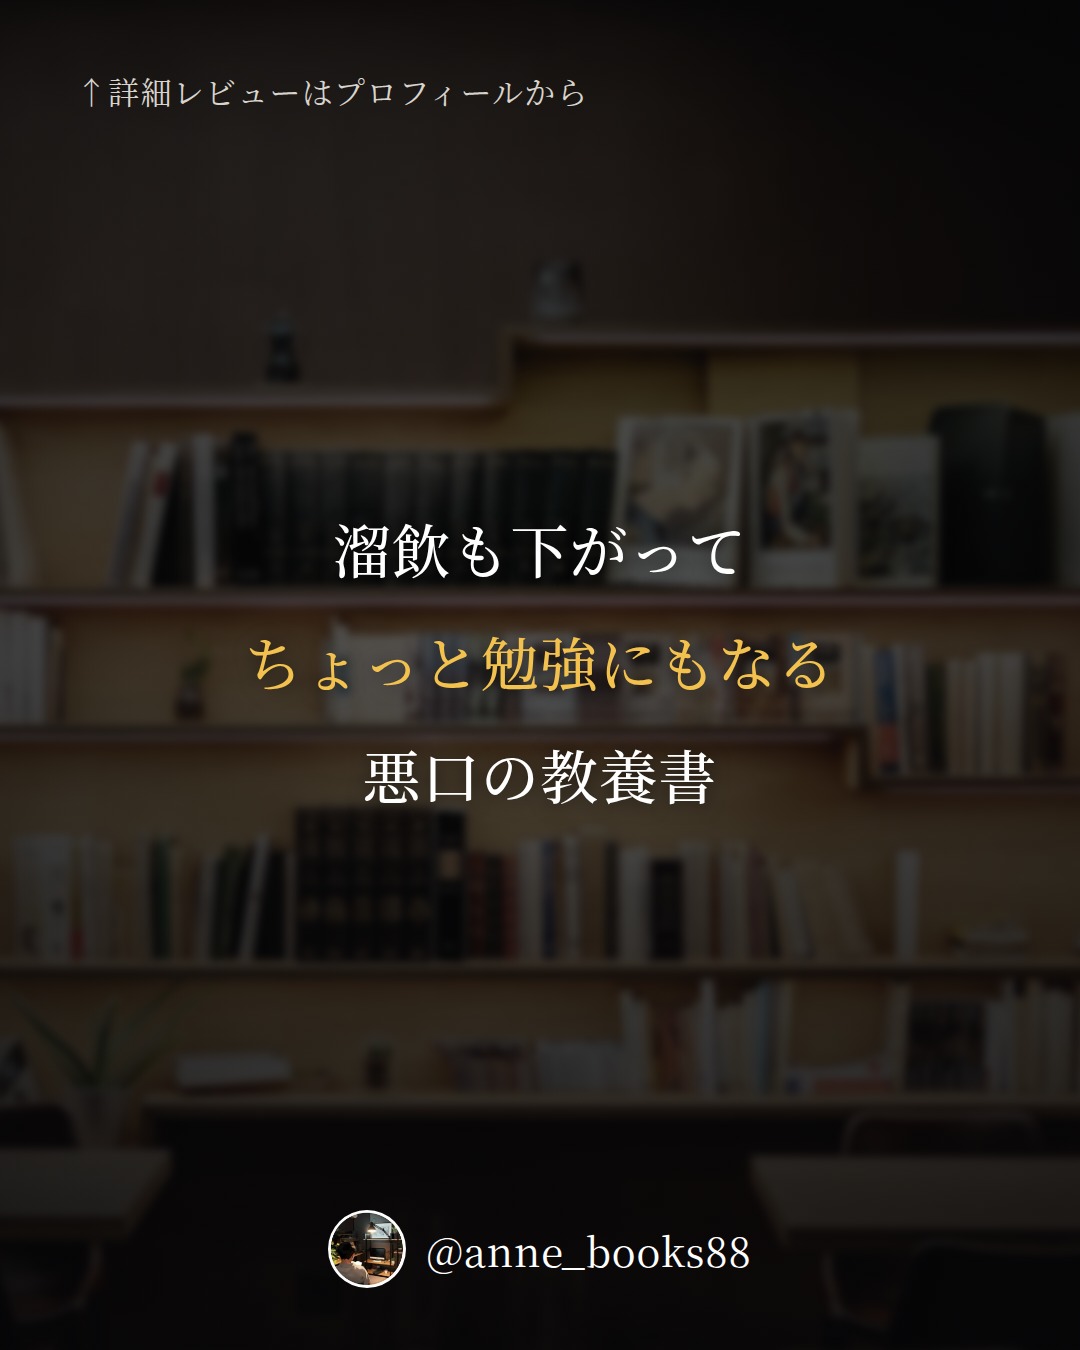 ↑詳細レビューはプロフィールから
溜飲も下がって
ちょっと勉強にもなる
悪口の教養書
@anne_books88